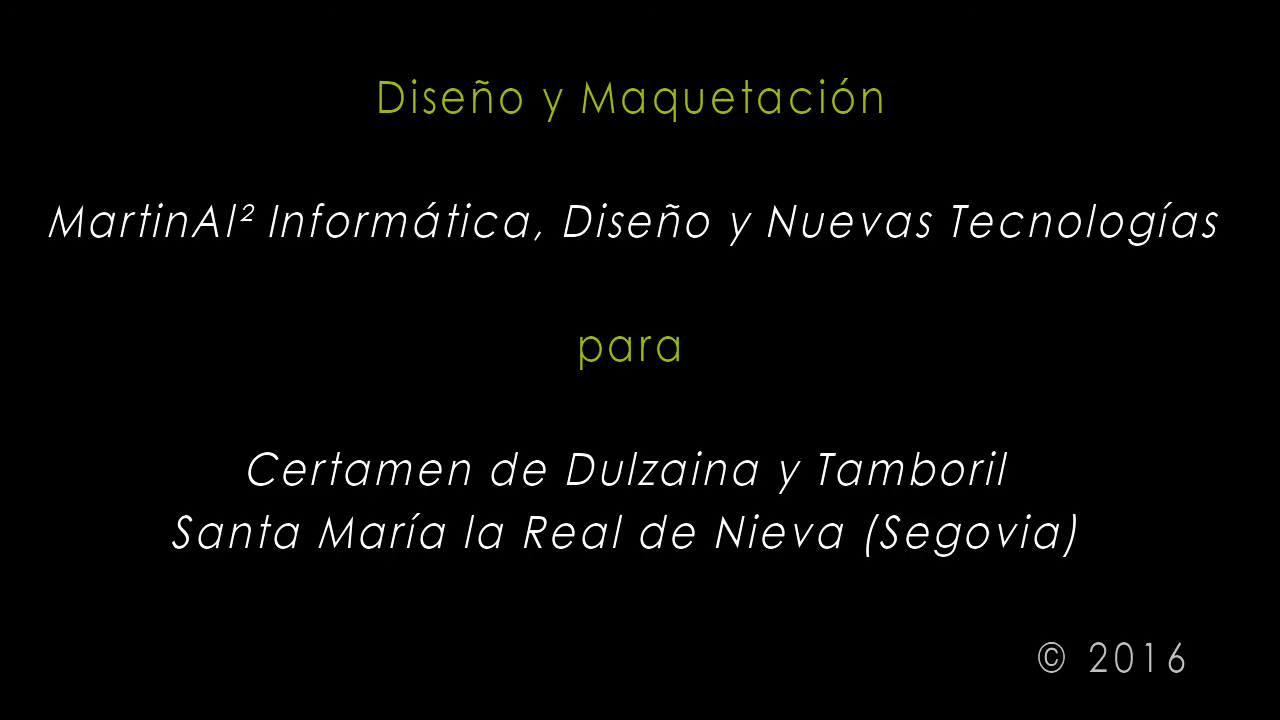 Diseño y Maquetación
MartinAl² Informática, Diseño y Nuevas Tecnologías
para
Certamen de Dulzaina y Tamboril
Santa María la Real de Nieva (Segovia)
© 2016